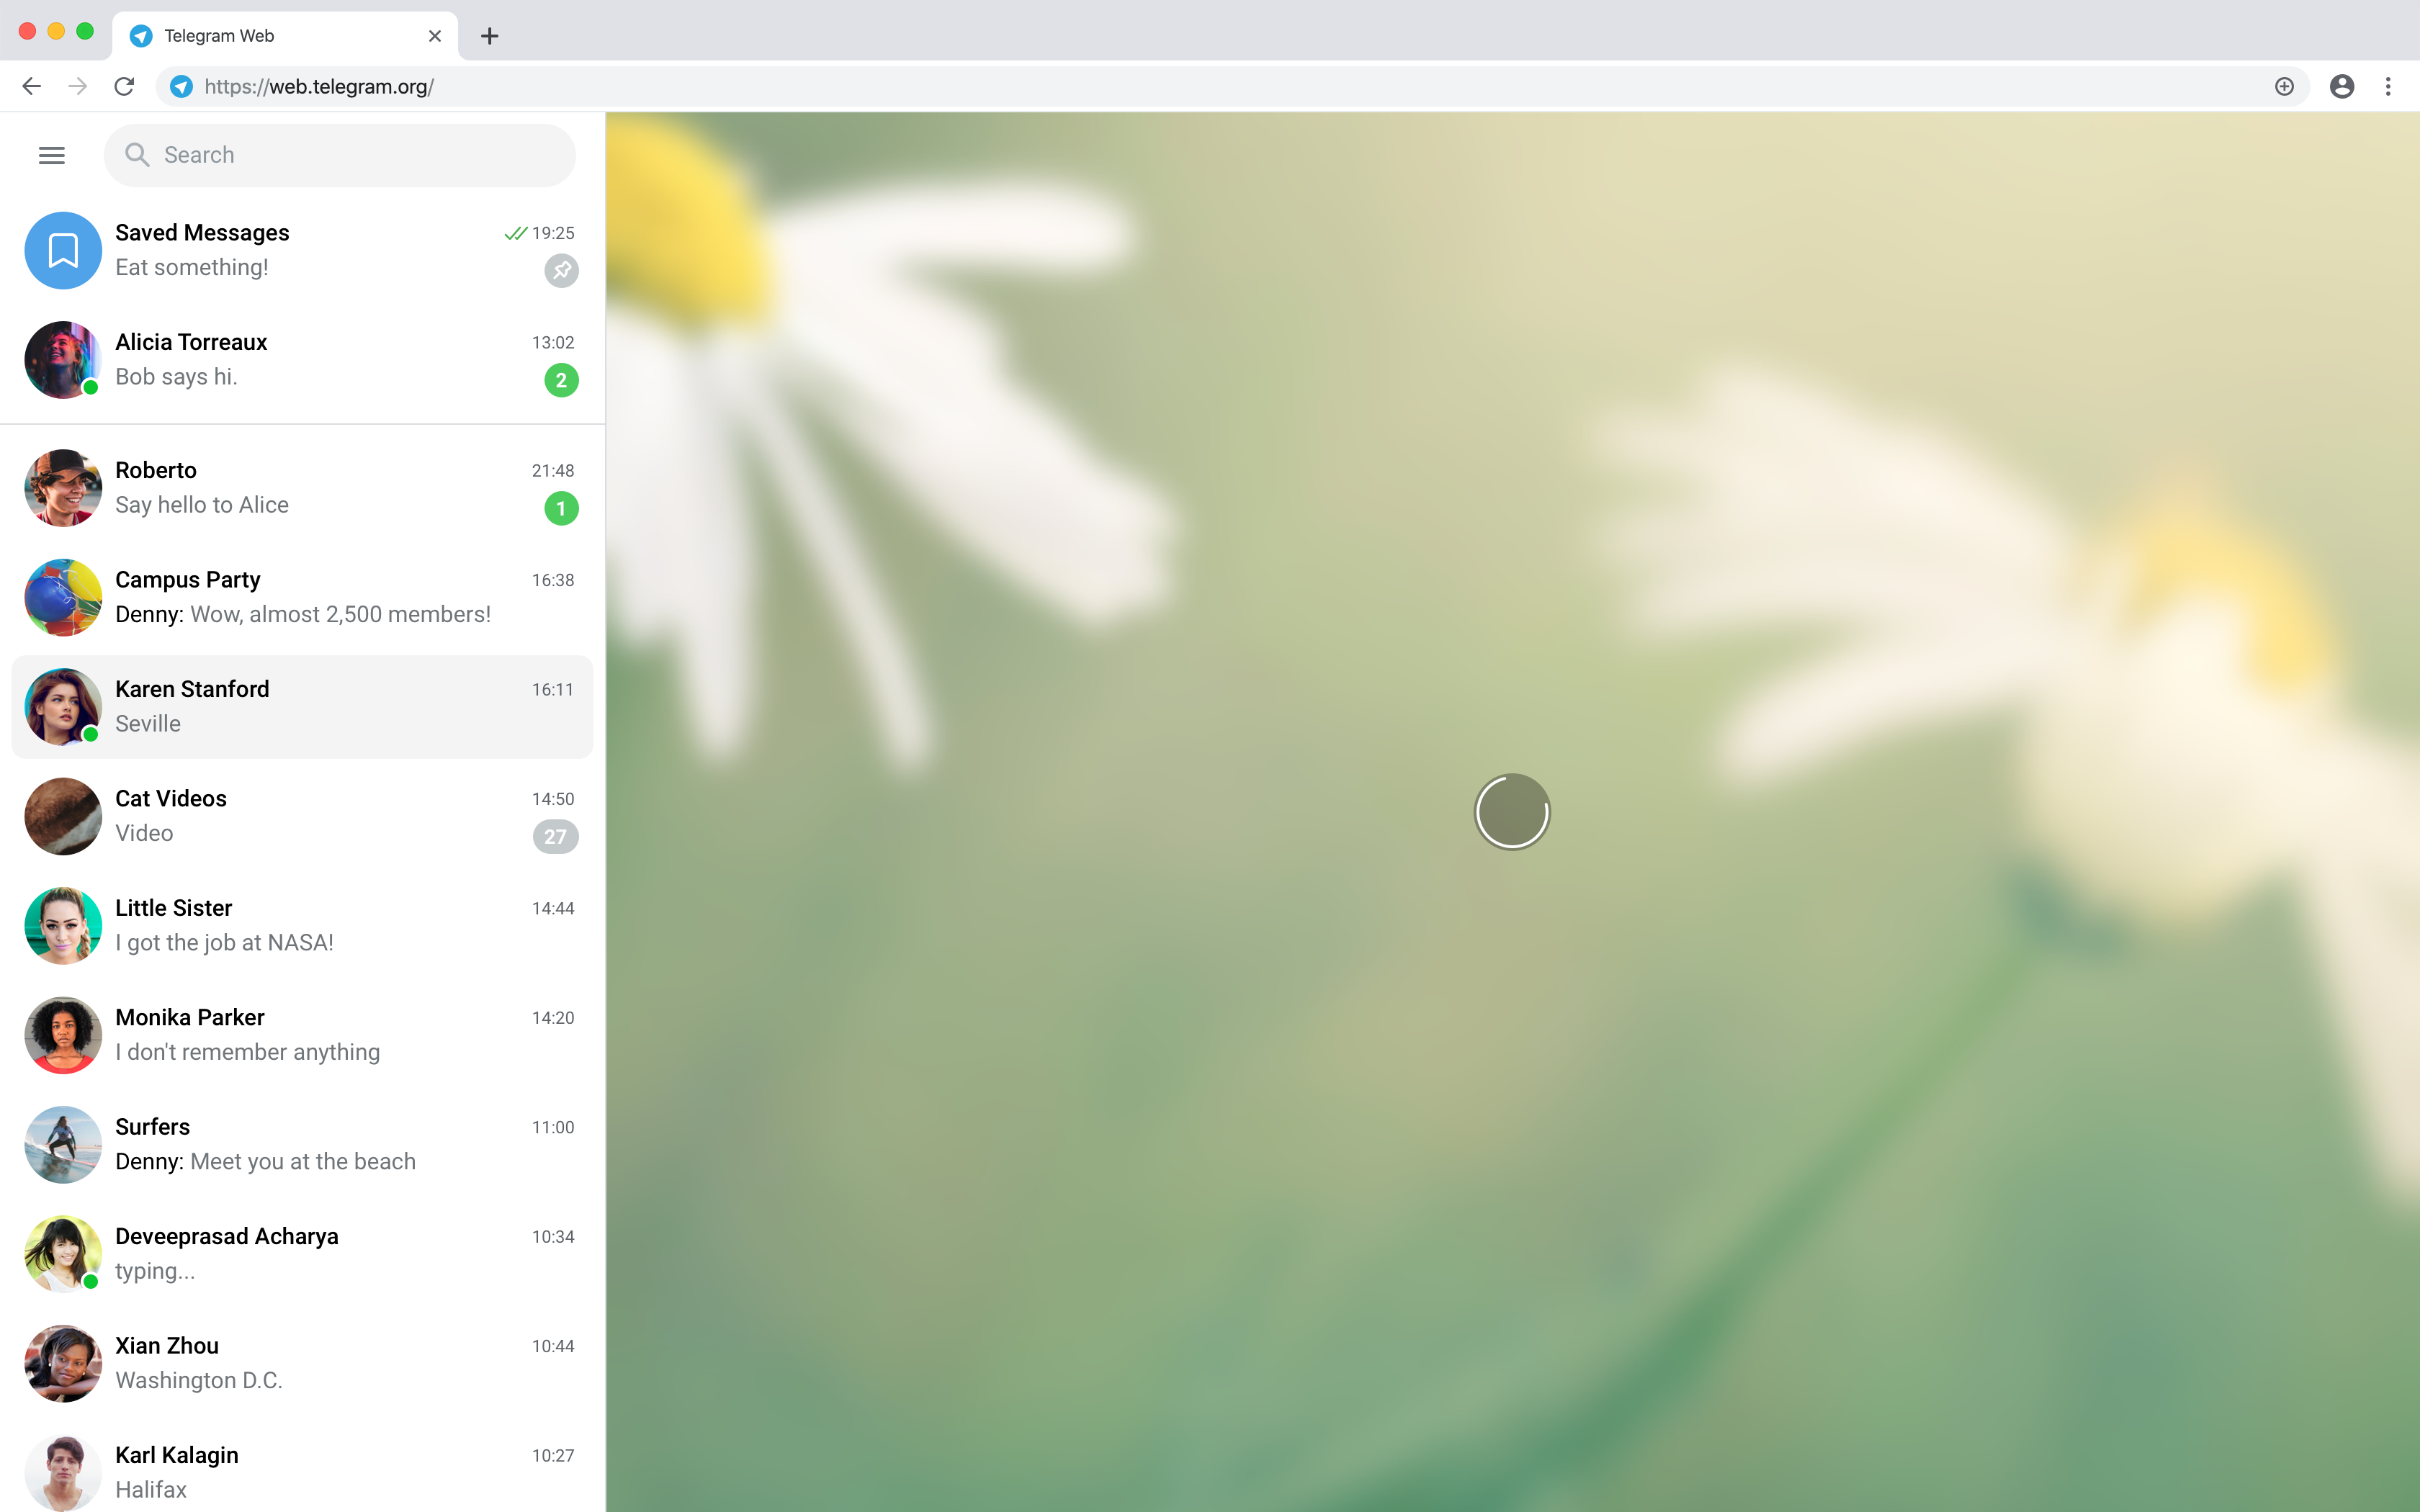 Telegram Web
https://web.telegram.org/
Search
Saved Messages 19:25
Eat something!
Alicia Torreaux 13:02
Bob says hi. 2
Roberto 21:48
Say hello to Alice 1
Campus Party 16:38
Denny: Wow, almost 2,500 members!
Karen Stanford 16:11
Seville
Cat Videos 14:50
Video 27
Little Sister 14:44
I got the job at NASA!
Monika Parker 14:20
I don't remember anything
Surfers 11:00
Denny: Meet you at the beach
Deveeprasad Acharya 10:34
typing...
Xian Zhou 10:44
Washington D.C.
Karl Kalagin 10:27
Halifax